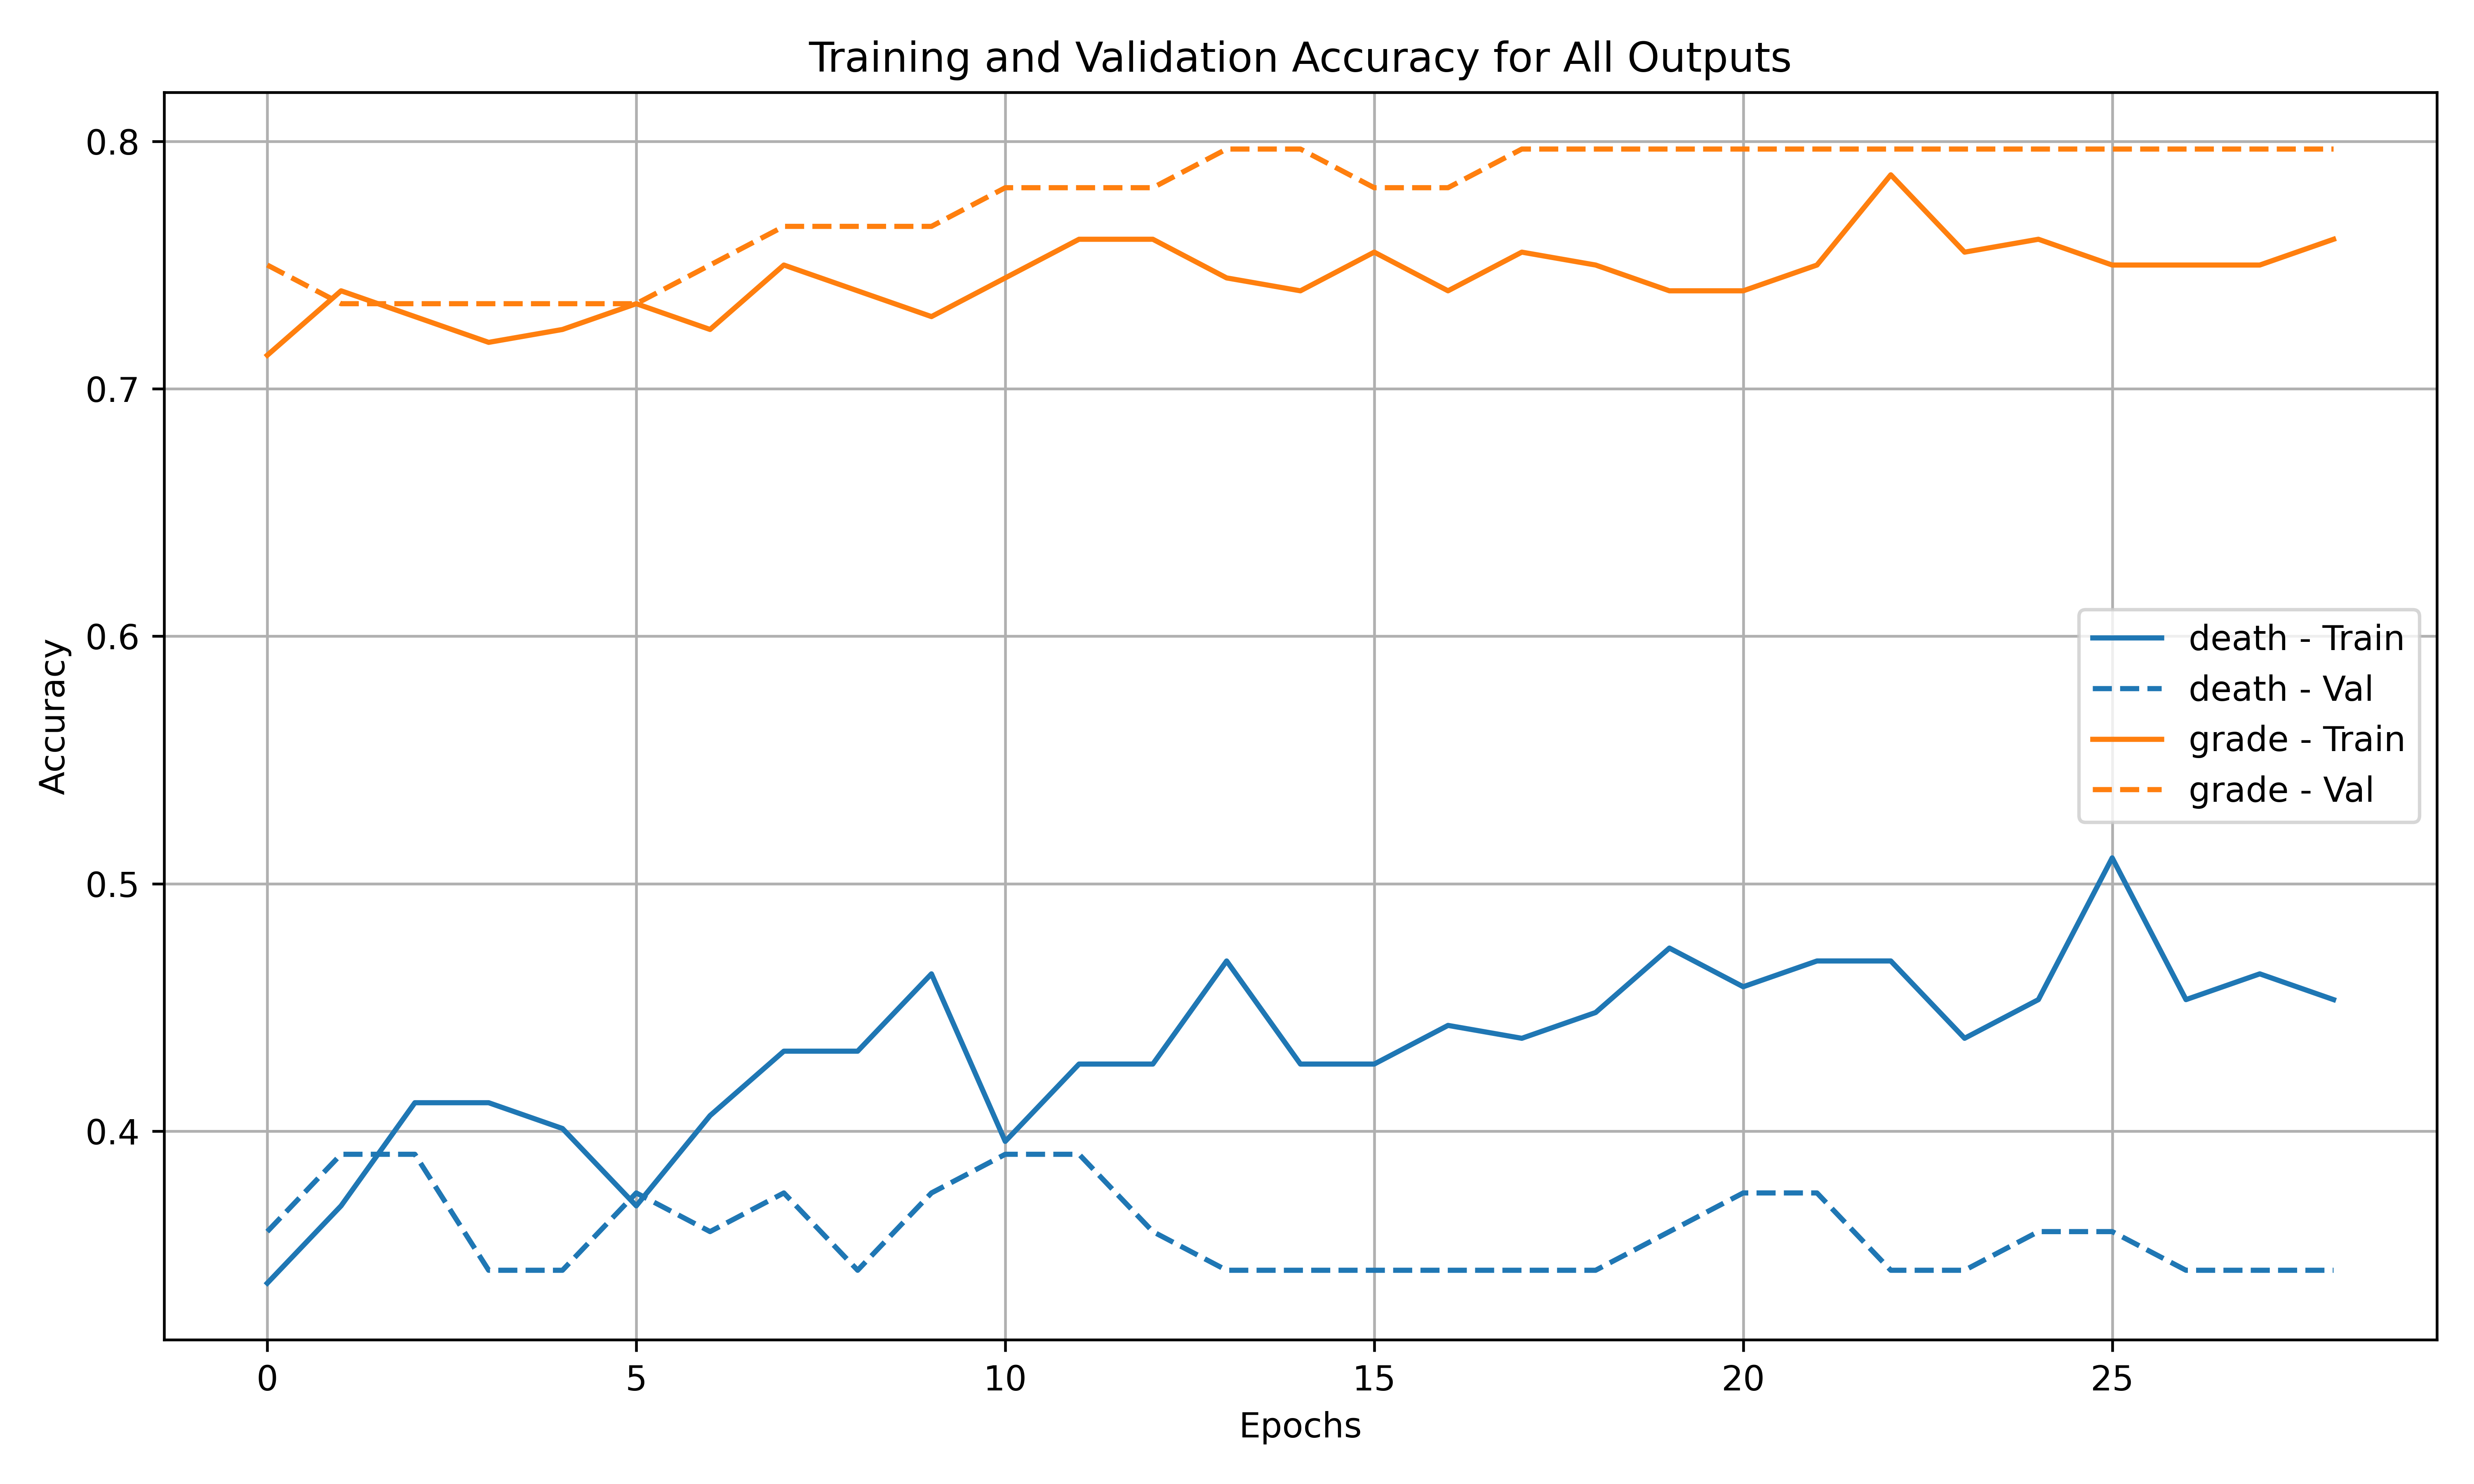 Training and Validation Accuracy for All Outputs
0.8
0.7
0.6
0.5
0.4
Accuracy
death - Train
death - Val
grade - Train
grade - Val
0 5 10 15 20 25
Epochs